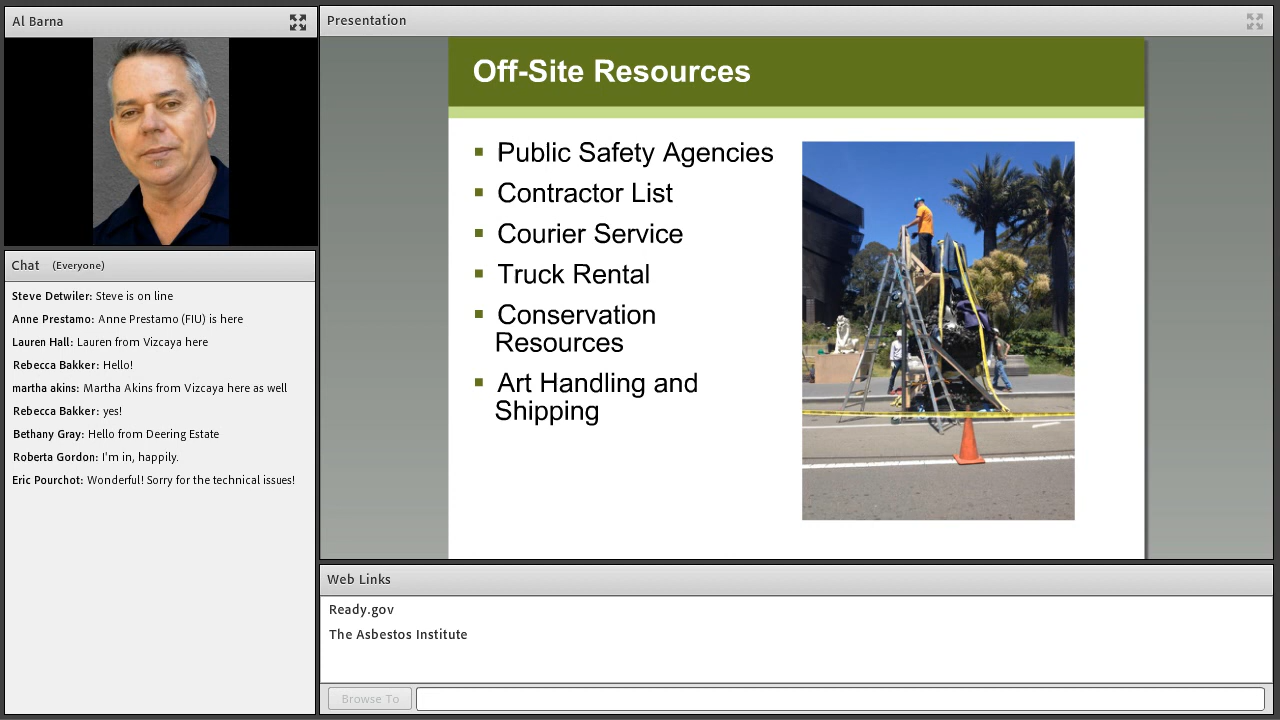 Al Barna
Presentation
Off-Site Resources
▪ Public Safety Agencies
▪ Contractor List
▪ Courier Service
▪ Truck Rental
▪ Conservation
Resources
▪ Art Handling and
Shipping
Chat (Everyone)
Steve Detwiler: Steve is on line
Anne Prestamo: Anne Prestamo (FIU) is here
Lauren Hall: Lauren from Vizcaya here
Rebecca Bakker: Hello!
martha akins: Martha Akins from Vizcaya here as well
Rebecca Bakker: yes!
Bethany Gray: Hello from Deering Estate
Roberta Gordon: I'm in, happily.
Eric Pourchot: Wonderful! Sorry for the technical issues!
Web Links
Ready.gov
The Asbestos Institute
Browse To